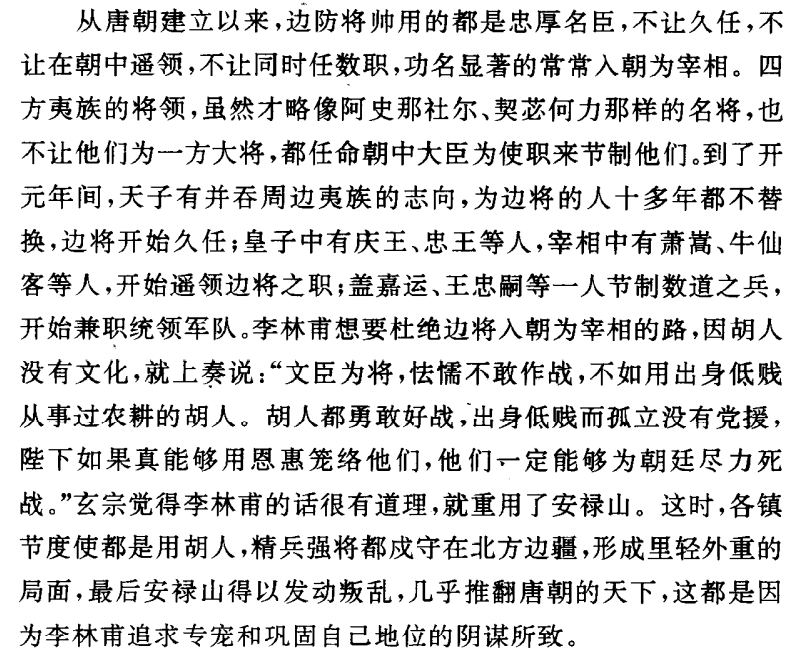 从唐朝建立以来,边防将帅用的都是忠厚名臣,不让久任,不
让在朝中遥领,不让同时任数职,功名显著的常常入朝为宰相。四
方夷族的将领,虽然才略像阿史那社尔、契苾何力那样的名将,也
不让他们为一方大将,都任命朝中大臣为使职来节制他们。到了开
元年间,天子有并吞周边夷族的志向,为边将的人十多年都不替
换,边将开始久任;皇子中有庆王、忠王等人,宰相中有萧嵩、牛仙
客等人,开始遥领边将之职;盖嘉运、王忠嗣等一人节制数道之兵,
开始兼职统领军队。李林甫想要杜绝边将入朝为宰相的路,因胡人
没有文化,就上奏说:“文臣为将,怯懦不敢作战,不如用出身低贱
从事过农耕的胡人。胡人都勇敢好战,出身低贱而孤立没有党援,
陛下如果真能够用恩惠笼络他们,他们一定能够为朝廷尽力死
战。”玄宗觉得李林甫的话很有道理,就重用了安禄山。这时,各镇
节度使都是用胡人,精兵强将都戍守在北方边疆,形成里轻外重的
局面,最后安禄山得以发动叛乱,几乎推翻唐朝的天下,这都是因
为李林甫追求专宠和巩固自己地位的阴谋所致。